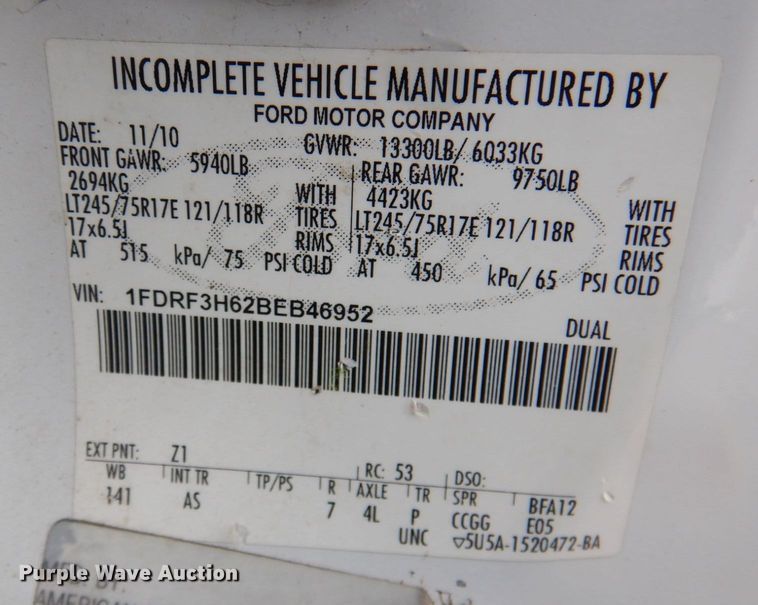 INCOMPLETE VEHICLE MANUFACTURED BY
FORD MOTOR COMPANY
DATE: 11/10 GVWR: 13300LB/ 6033KG
FRONT GAWR: 5940LB REAR GAWR: 9750LB
2694KG WITH 4423KG WITH
LT245/75R17E 121/118R TIRES LT245/75R17E 121/118R TIRES
17x6.5J RIMS 17x6.5J RIMS
AT 515 kPa/ 75 PSI COLD AT 450 kPa/ 65 PSI COLD
VIN: 1FDRF3H62BEB46952
DUAL
EXT PNT: Z1 RC: 53 DSO:
WB INT TR TP/PS R AXLE TR SPR BFA12
141 AS 7 4L P CCGG E05
UNC 5U5A-1520472-BA
MFD. BY:
AMERICAN
Purple Wave Auction